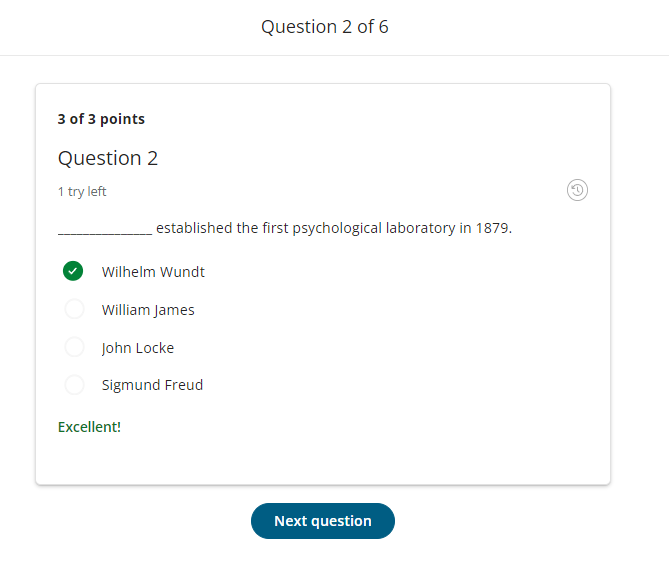 Question 2 of 6
3 of 3 points
Question 2
1 try left
______________ established the first psychological laboratory in 1879.
Wilhelm Wundt
William James
John Locke
Sigmund Freud
Excellent!
Next question